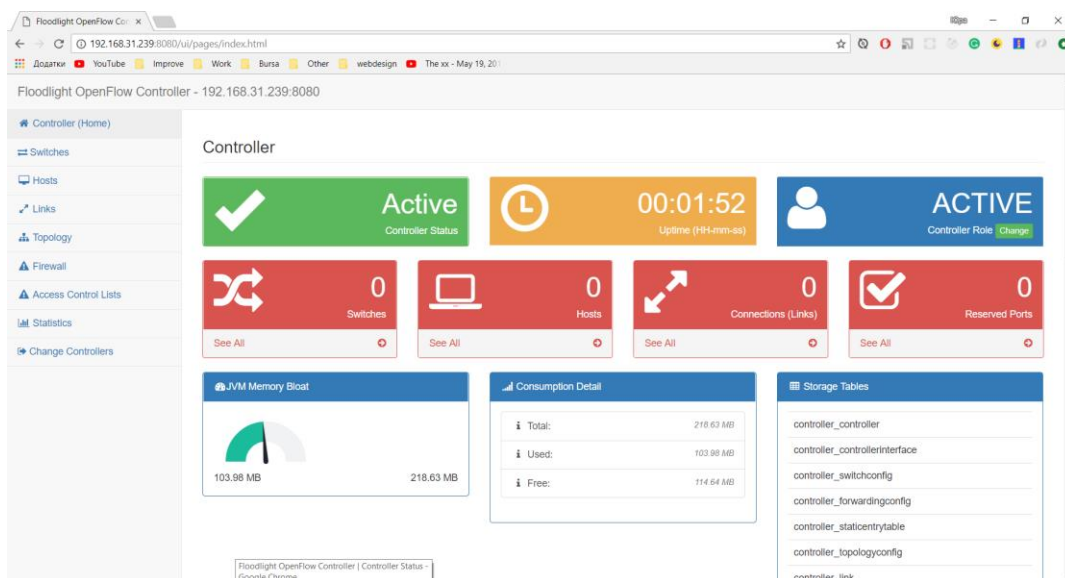 Floodlight OpenFlow Co
192.168.31.239:8080/ui/pages/index.html
Додатки YouTube Improve Work Bursa Other webdesign The xx - May 19, 201
Floodlight OpenFlow Controller - 192.168.31.239:8080
Controller (Home)
Switches
Hosts
Links
Topology
Firewall
Access Control Lists
Statistics
Change Controllers
Controller
Active
Controller Status
00:01:52
Uptime (HH-mm-ss)
ACTIVE
Controller Role Change
0
Switches
See All
0
Hosts
See All
0
Connections (Links)
See All
0
Reserved Ports
See All
JVM Memory Bloat
103.98 MB 218.63 MB
Consumption Detail
Total: 218.63 MB
Used: 103.98 MB
Free: 114.64 MB
Storage Tables
controller_controller
controller_controllerinterface
controller_switchconfig
controller_forwardingconfig
controller_staticentrytable
controller_topologyconfig
controller_link
Floodlight OpenFlow Controller | Controller Status -
Google Chrome